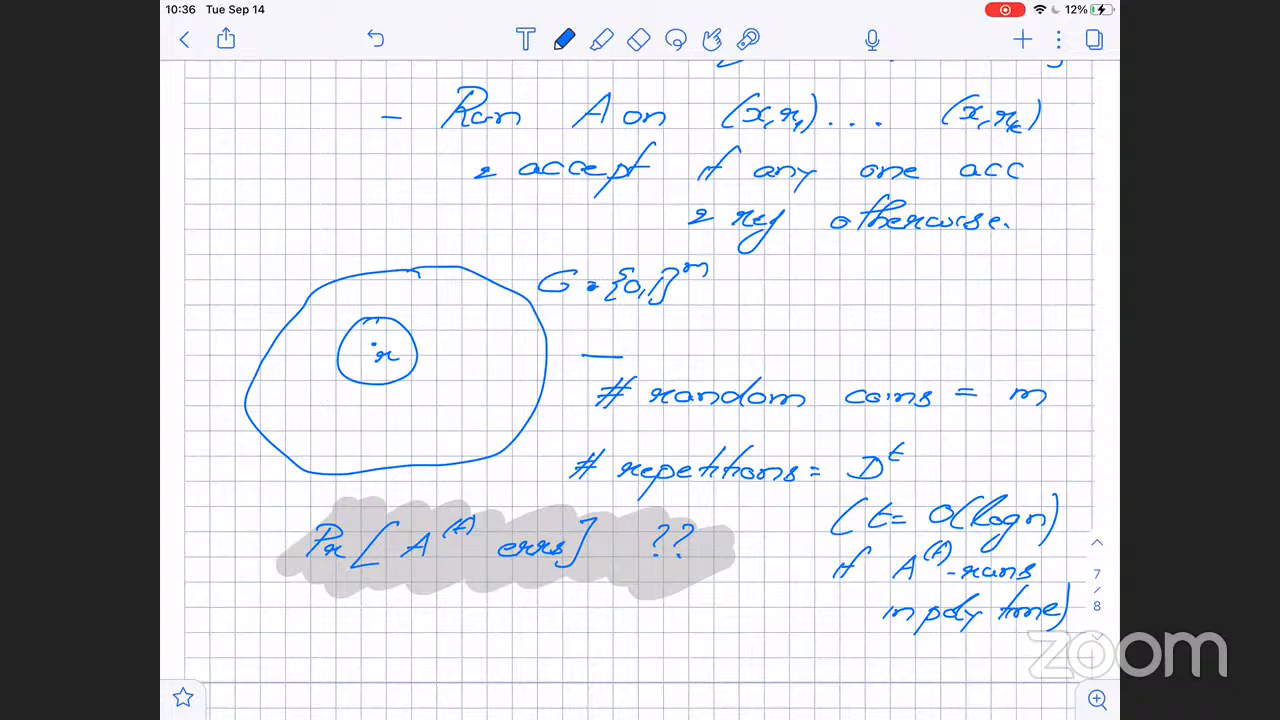 10:36 Tue Sep 14
12%
- Run A on (x, r₁) ... (x, rₖ)
& accept if any one acc
& rej otherwise.
G = {0,1}^m
r
# random coins = m
# repetitions = D^t
(t = O(log n)
Pr[A^(t) errs] ??
if A^(t) - runs
in poly time)
7
/
8
zoom